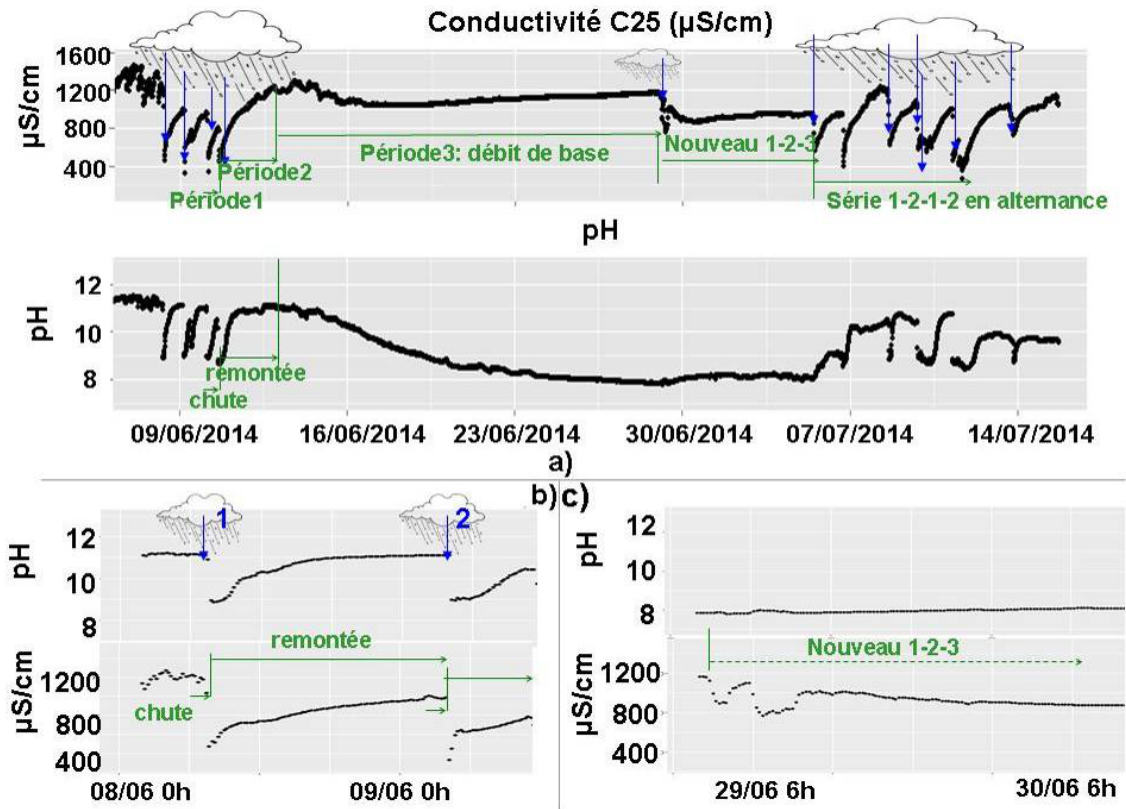 Conductivité C25 (µS/cm)
µS/cm
1600
1200
800
400
Période1
Période2
Période3: débit de base
Nouveau 1-2-3
Série 1-2-1-2 en alternance
pH
pH
12
10
8
chute
remontée
09/06/2014 16/06/2014 23/06/2014 30/06/2014 07/07/2014 14/07/2014
a)
b)
1
2
pH
12
10
8
remontée
chute
µS/cm
1200
800
400
08/06 0h 09/06 0h
c)
pH
12
10
8
Nouveau 1-2-3
µS/cm
1200
800
400
29/06 6h 30/06 6h